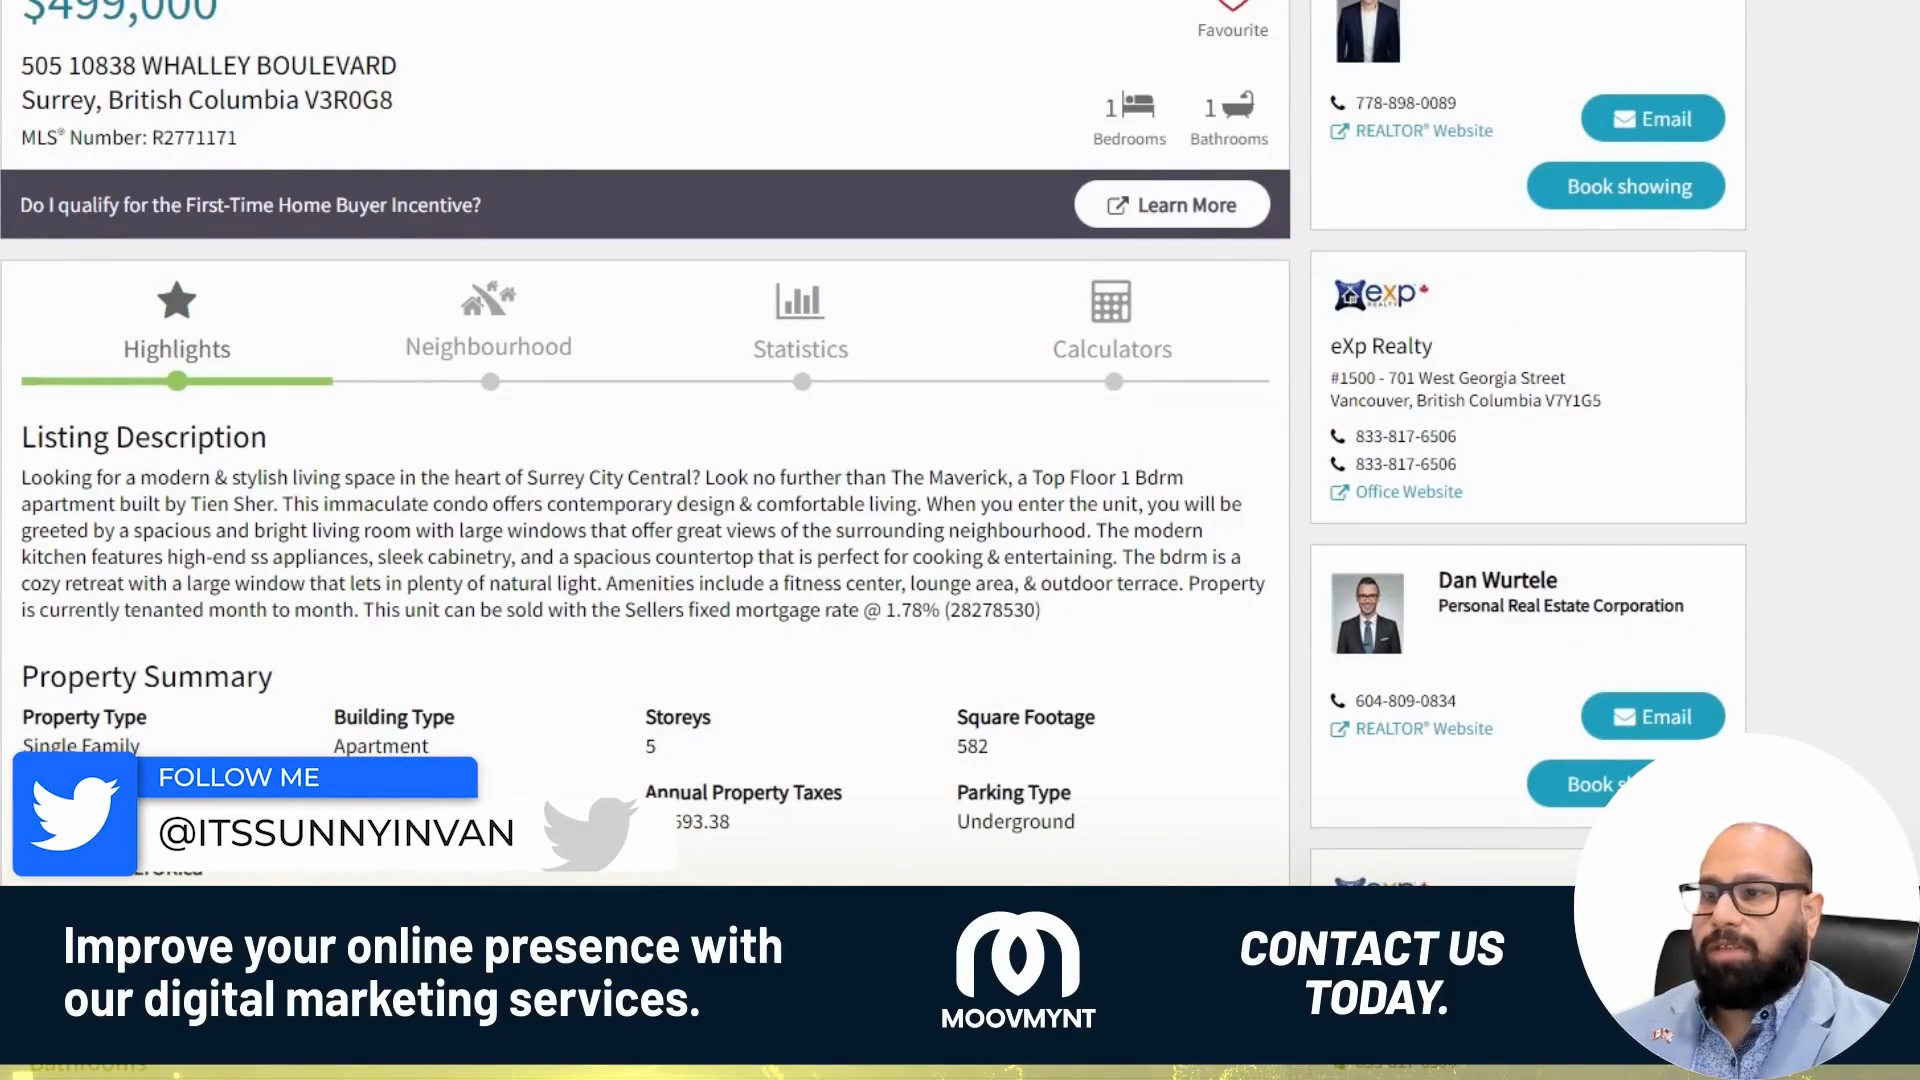 $499,000
Favourite
505 10838 WHALLEY BOULEVARD
Surrey, British Columbia V3R0G8
MLS® Number: R2771171
1
Bedrooms
1
Bathrooms
Do I qualify for the First-Time Home Buyer Incentive?
Learn More
Highlights
Neighbourhood
Statistics
Calculators
Listing Description
Looking for a modern & stylish living space in the heart of Surrey City Central? Look no further than The Maverick, a Top Floor 1 Bdrm
apartment built by Tien Sher. This immaculate condo offers contemporary design & comfortable living. When you enter the unit, you will be
greeted by a spacious and bright living room with large windows that offer great views of the surrounding neighbourhood. The modern
kitchen features high-end ss appliances, sleek cabinetry, and a spacious countertop that is perfect for cooking & entertaining. The bdrm is a
cozy retreat with a large window that lets in plenty of natural light. Amenities include a fitness center, lounge area, & outdoor terrace. Property
is currently tenanted month to month. This unit can be sold with the Sellers fixed mortgage rate @ 1.78% (28278530)
Property Summary
Property Type
Single Family
Building Type
Apartment
Storeys
5
Square Footage
582
Annual Property Taxes
593.38
Parking Type
Underground
778-898-0089
REALTOR® Website
Email
Book showing
exp
REALTY
eXp Realty
#1500 - 701 West Georgia Street
Vancouver, British Columbia V7Y1G5
833-817-6506
833-817-6506
Office Website
Dan Wurtele
Personal Real Estate Corporation
604-809-0834
REALTOR® Website
Email
Book
FOLLOW ME
@ITSSUNNYINVAN
Improve your online presence with
our digital marketing services.
MOOVMYNT
CONTACT US
TODAY.
Bathrooms